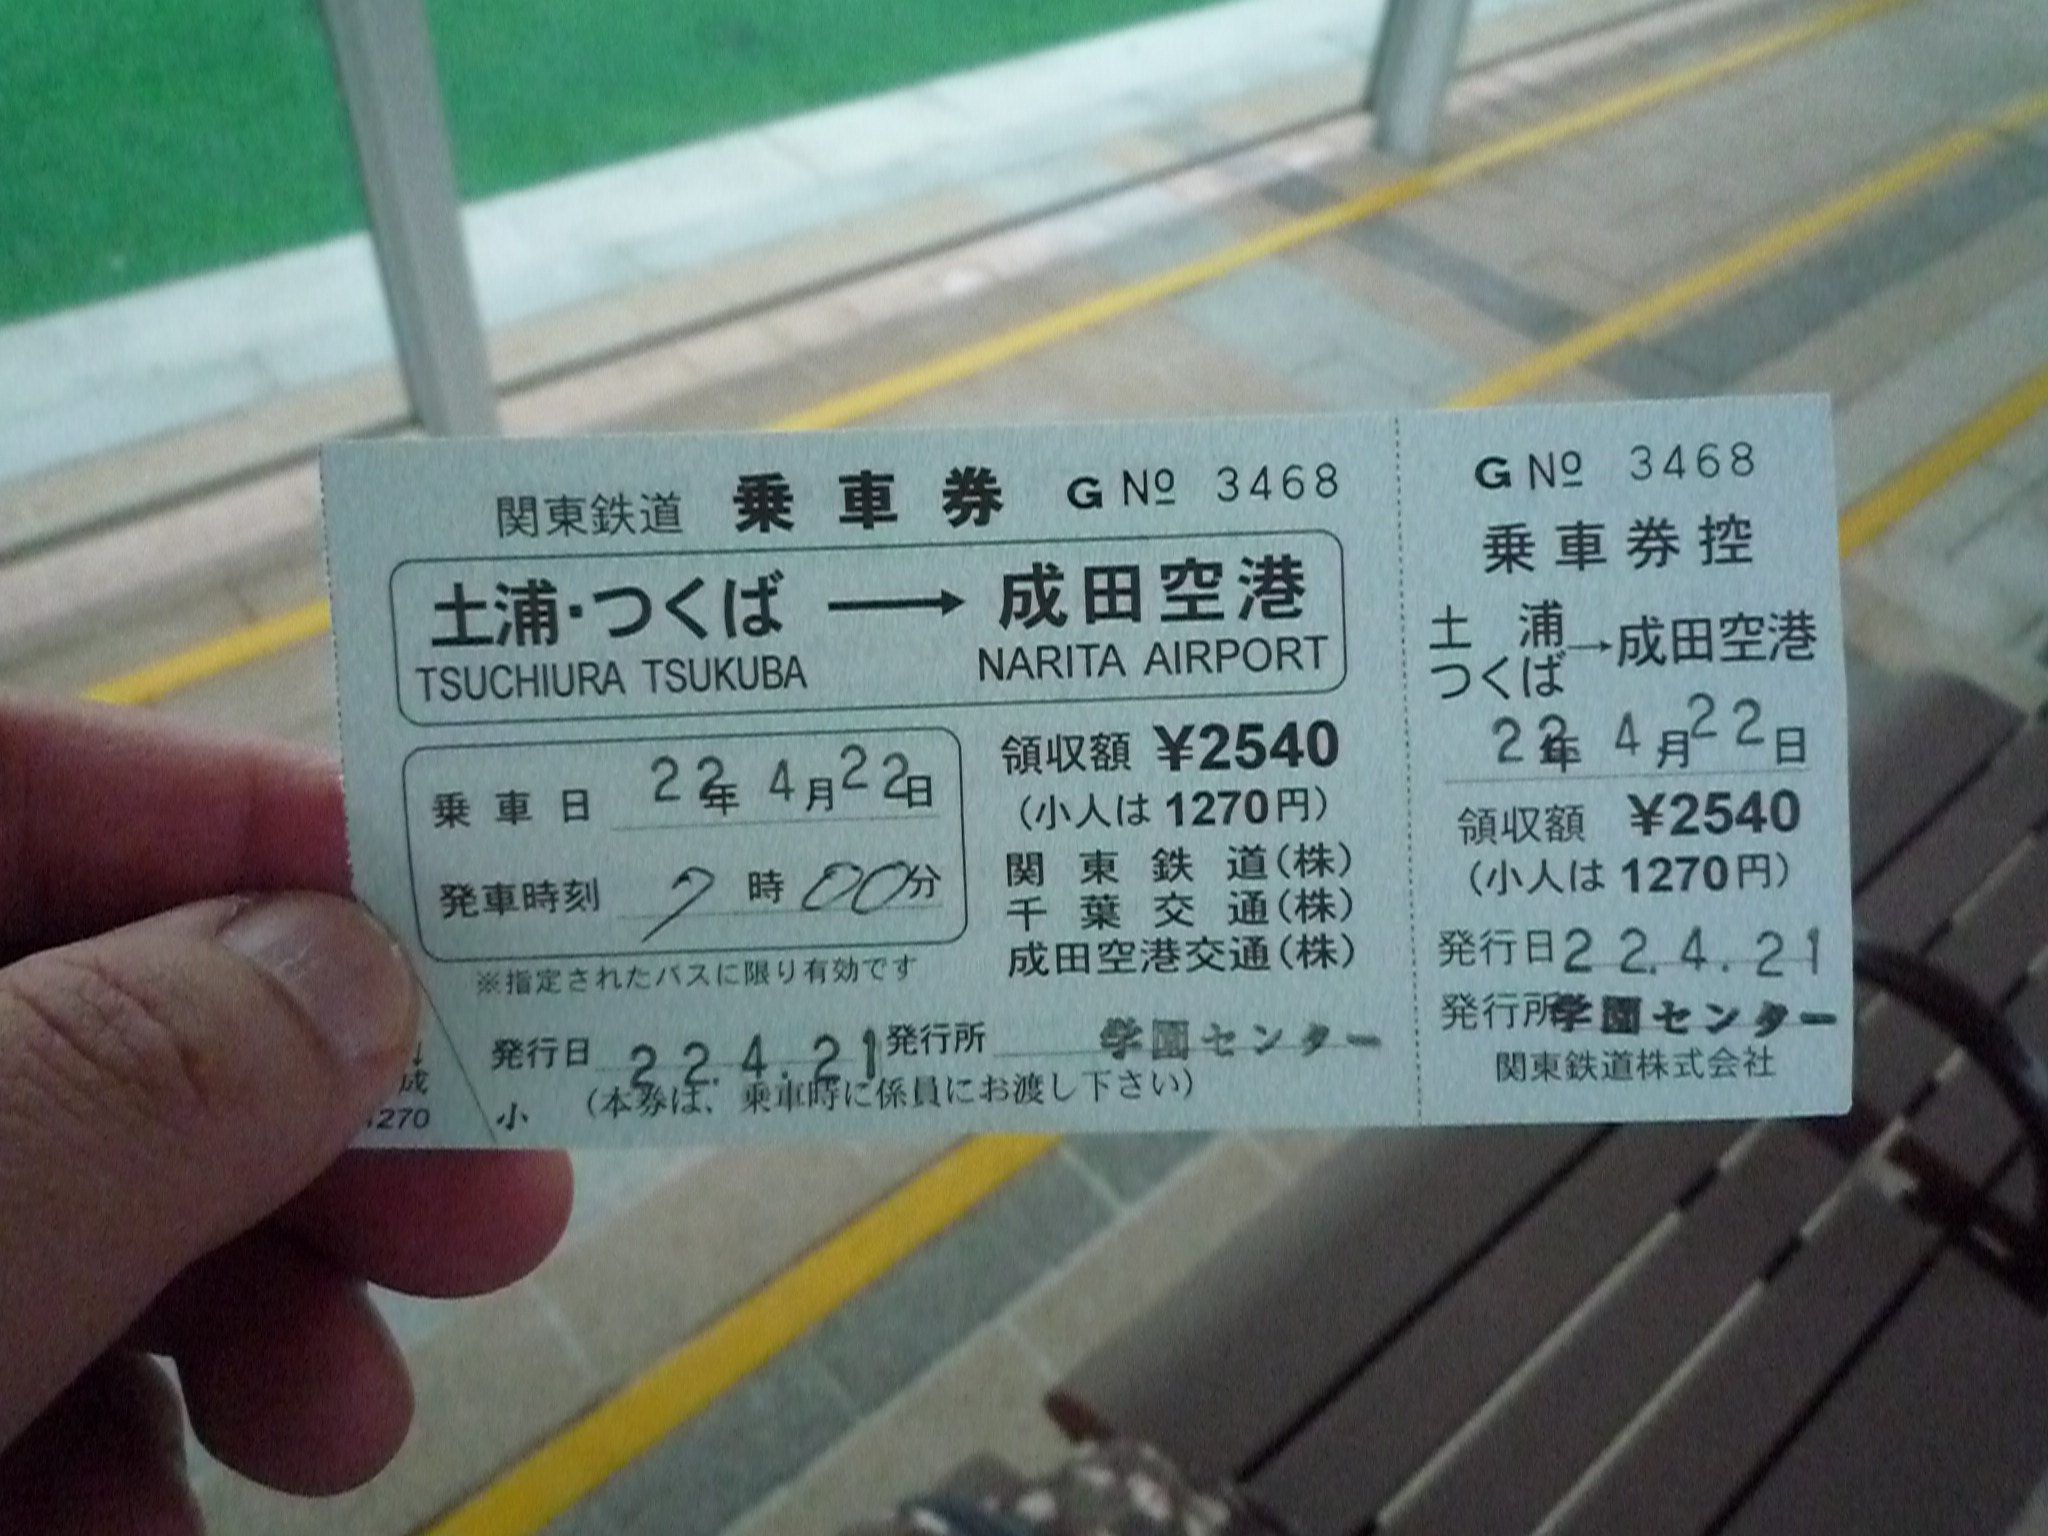 関東鉄道 乗車券 G No 3468
土浦・つくば → 成田空港
TSUCHIURA TSUKUBA NARITA AIRPORT
乗車日 22年 4月22日
発車時刻 7時00分
※指定されたバスに限り有効です
領収額 ¥2540
(小人は1270円)
関東鉄道(株)
千葉交通(株)
成田空港交通(株)
発行日 22.4.21 発行所 学園センター
小 (本券は、乗車時に係員にお渡し下さい)
↓
成
1270
G No 3468
乗車券控
土浦
つくば → 成田空港
22年 4月22日
領収額 ¥2540
(小人は1270円)
発行日 22.4.21
発行所 学園センター
関東鉄道株式会社